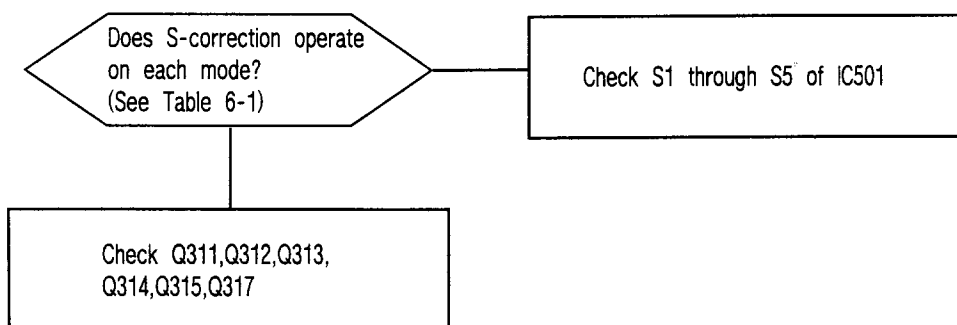 Does S-correction operate
on each mode?
(See Table 6-1)
Check S1 through S5 of IC501
Check Q311,Q312,Q313,
Q314,Q315,Q317